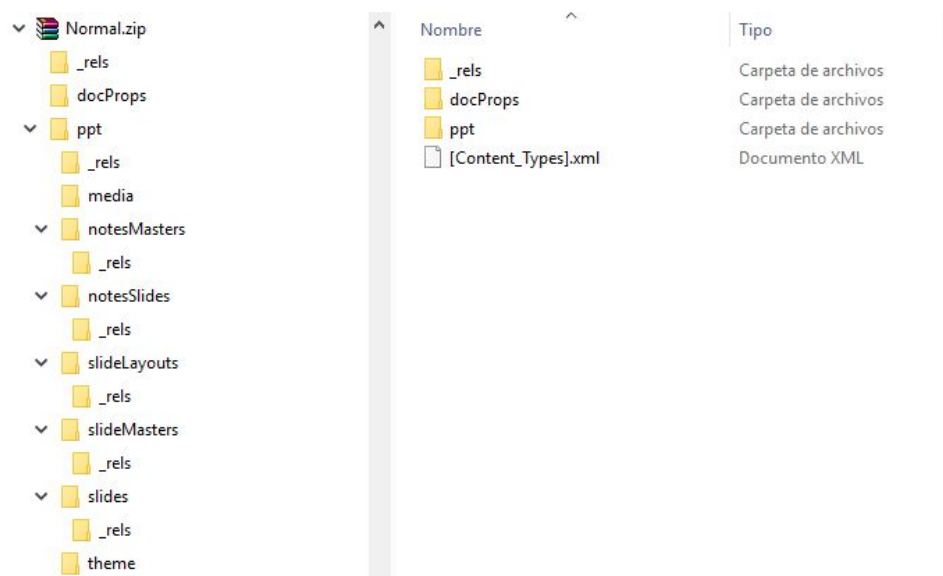 Normal.zip
_rels
docProps
ppt
_rels
media
notesMasters
_rels
notesSlides
_rels
slideLayouts
_rels
slideMasters
_rels
slides
_rels
theme
Nombre Tipo
_rels Carpeta de archivos
docProps Carpeta de archivos
ppt Carpeta de archivos
[Content_Types].xml Documento XML